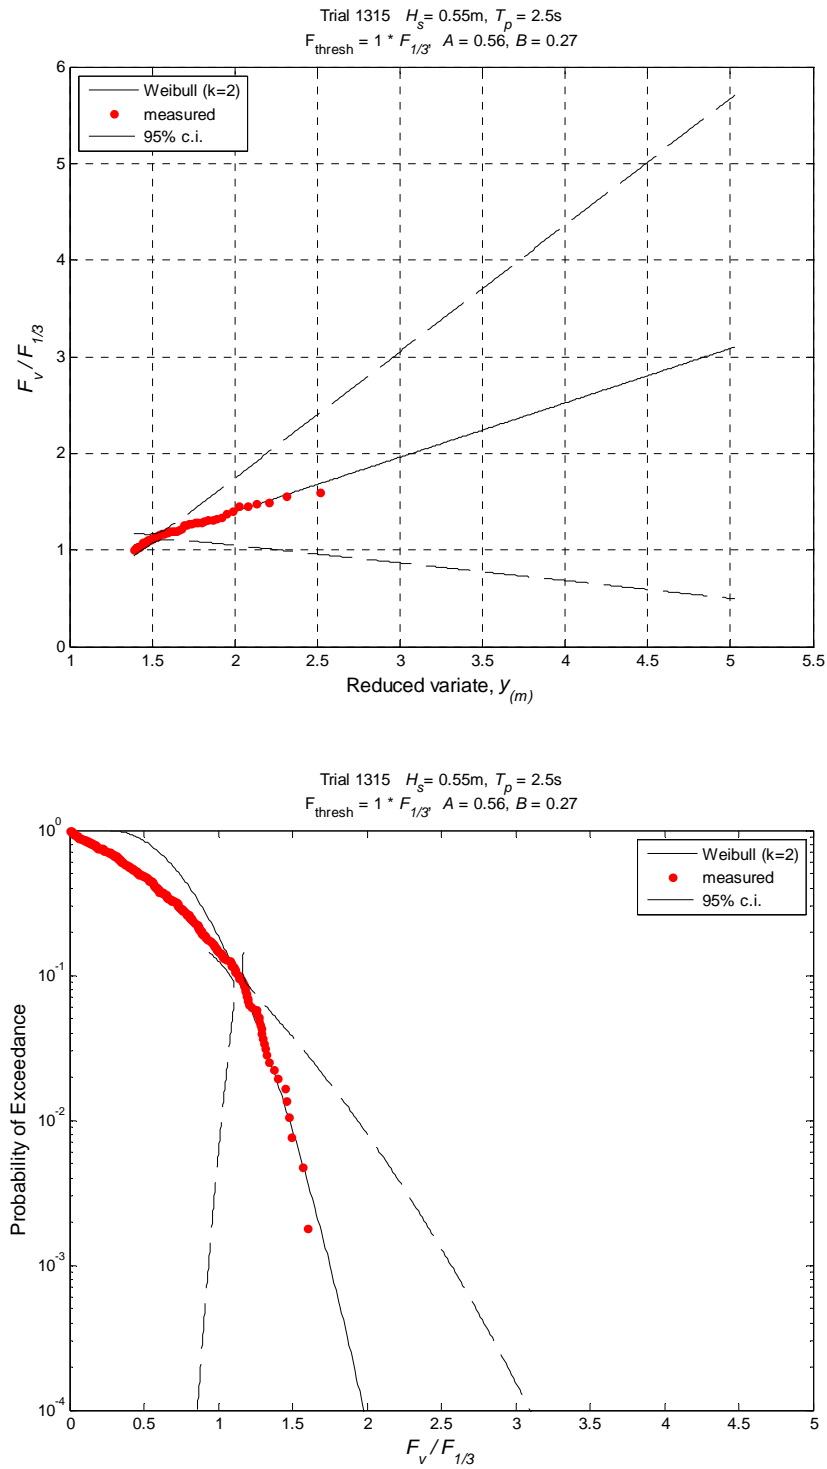 Trial 1315 H_s= 0.55m, T_p = 2.5s
F_thresh = 1 * F_1/3, A = 0.56, B = 0.27
6
5
4
3
2
1
0
F_v / F_1/3
Weibull (k=2)
measured
95% c.i.
1 1.5 2 2.5 3 3.5 4 4.5 5 5.5
Reduced variate, y_(m)
Trial 1315 H_s= 0.55m, T_p = 2.5s
F_thresh = 1 * F_1/3, A = 0.56, B = 0.27
10^0
10^-1
10^-2
10^-3
10^-4
Probability of Exceedance
Weibull (k=2)
measured
95% c.i.
0 0.5 1 1.5 2 2.5 3 3.5 4 4.5 5
F_v / F_1/3